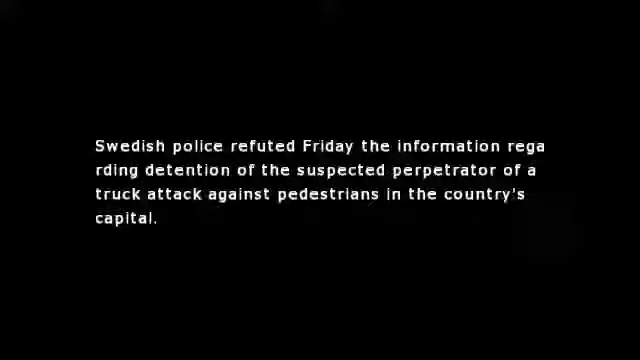 Swedish police refuted Friday the information rega
rding detention of the suspected perpetrator of a
truck attack against pedestrians in the country's
capital.